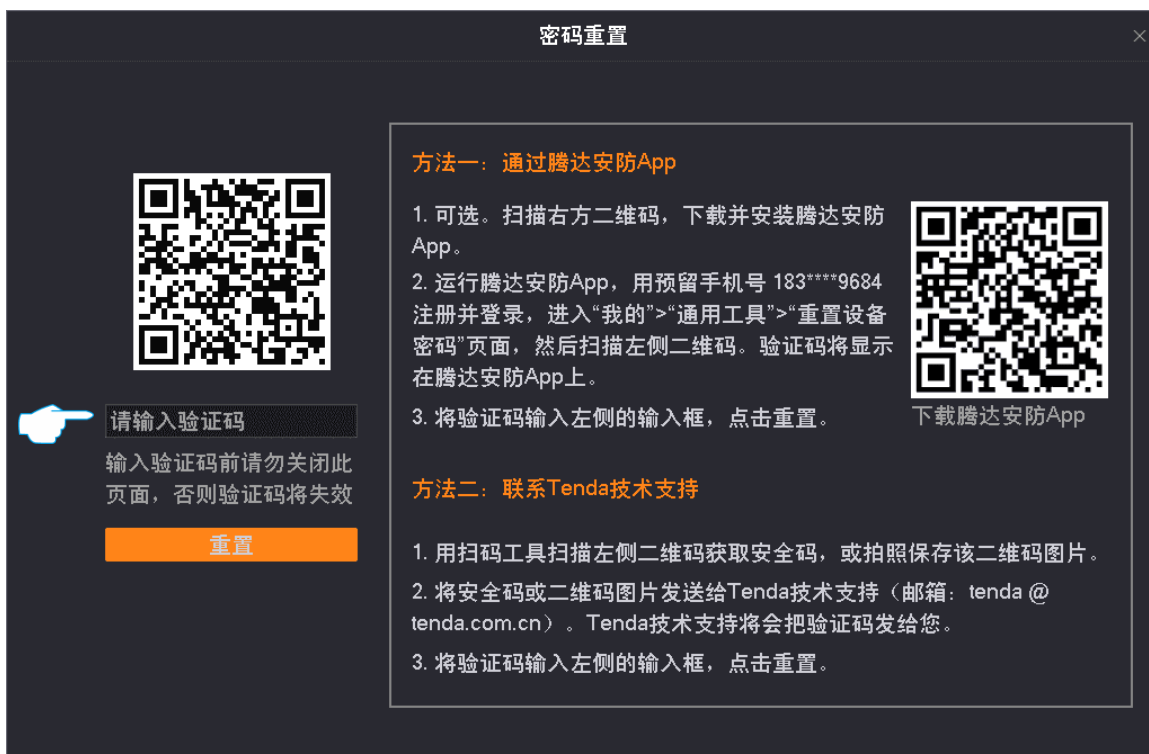 密码重置
请输入验证码
输入验证码前请勿关闭此
页面，否则验证码将失效
重置
方法一：通过腾达安防App
1. 可选。扫描右方二维码，下载并安装腾达安防
App。
2. 运行腾达安防App，用预留手机号 183****9684
注册并登录，进入“我的”>“通用工具”>“重置设备
密码”页面，然后扫描左侧二维码。验证码将显示
在腾达安防App上。
3. 将验证码输入左侧的输入框，点击重置。
下载腾达安防App
方法二：联系Tenda技术支持
1. 用扫码工具扫描左侧二维码获取安全码，或拍照保存该二维码图片。
2. 将安全码或二维码图片发送给Tenda技术支持（邮箱：tenda @
tenda.com.cn）。Tenda技术支持将会把验证码发给您。
3. 将验证码输入左侧的输入框，点击重置。